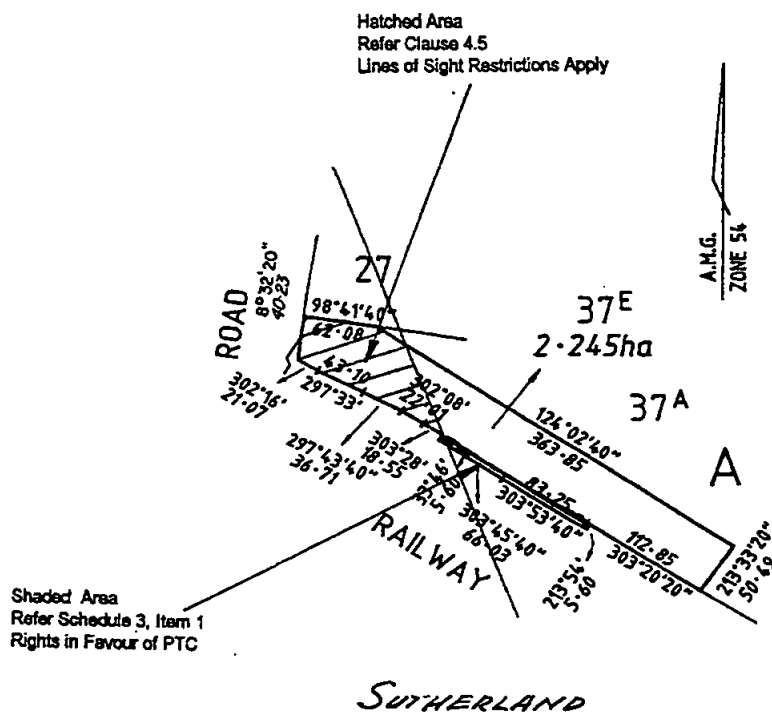 Hatched Area
Refer Clause 4.5
Lines of Sight Restrictions Apply
A.M.G.
ZONE 54
27
ROAD
8°32'20"
40·23
98°41'40"
62·08
37E
2·245ha
37A
A
43·10
302°08'
22·01
302°16'
27·07
297°33'
297°43'40"
36·71
303°28'
18·55
124°02'40"
363·85
83·25
303°53'40"
303°45'40"
66·03
112·85
303°20'20"
213°33'20"
213°54'
5·60
RAILWAY
Shaded Area
Refer Schedule 3, Item 1
Rights in Favour of PTC
SUTHERLAND